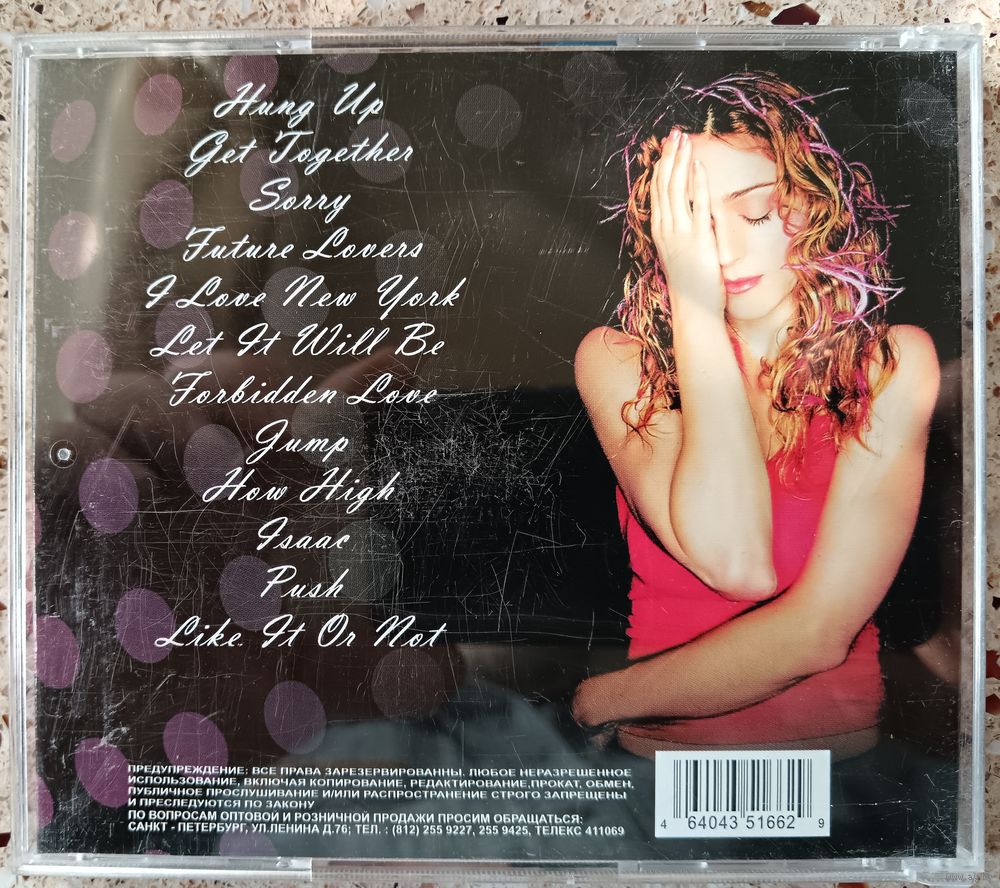 Hung Up
Get Together
Sorry
Future Lovers
I Love New York
Let It Will Be
Forbidden Love
Jump
How High
Isaac
Push
Like It Or Not
ПРЕДУПРЕЖДЕНИЕ: ВСЕ ПРАВА ЗАРЕЗЕРВИРОВАННЫ. ЛЮБОЕ НЕРАЗРЕШЕННОЕ
ИСПОЛЬЗОВАНИЕ, ВКЛЮЧАЯ КОПИРОВАНИЕ, РЕДАКТИРОВАНИЕ,ПРОКАТ, ОБМЕН,
ПУБЛИЧНОЕ ПРОСЛУШИВАНИЕ И/ИЛИ РАСПРОСТРАНЕНИЕ СТРОГО ЗАПРЕЩЕНЫ
И ПРЕСЛЕДУЮТСЯ ПО ЗАКОНУ
ПО ВОПРОСАМ ОПТОВОЙ И РОЗНИЧНОЙ ПРОДАЖИ ПРОСИМ ОБРАЩАТЬСЯ:
САНКТ - ПЕТЕРБУРГ, УЛ.ЛЕНИНА Д.76; ТЕЛ. : (812) 255 9227, 255 9425, ТЕЛЕКС 411069
4 64043 51662 9